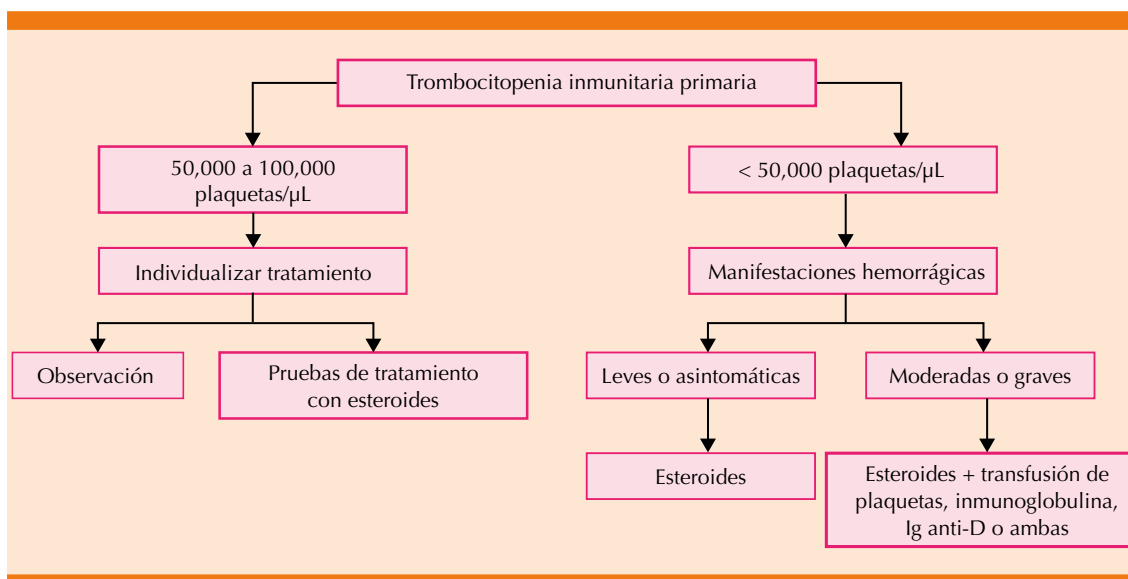 Trombocitopenia inmunitaria primaria
50,000 a 100,000
plaquetas/µL
< 50,000 plaquetas/µL
Individualizar tratamiento
Manifestaciones hemorrágicas
Observación
Pruebas de tratamiento
con esteroides
Leves o asintomáticas
Moderadas o graves
Esteroides
Esteroides + transfusión de
plaquetas, inmunoglobulina,
Ig anti-D o ambas